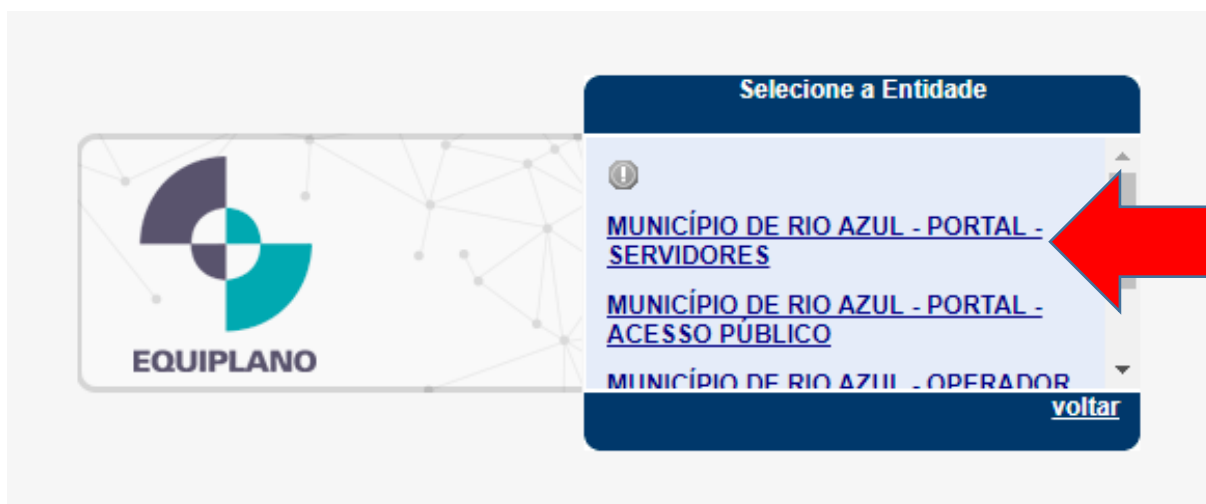 Selecione a Entidade
MUNICÍPIO DE RIO AZUL - PORTAL -
SERVIDORES
MUNICÍPIO DE RIO AZUL - PORTAL -
ACESSO PÚBLICO
MUNICÍPIO DE RIO AZUL - OPERADOR
voltar
EQUIPLANO